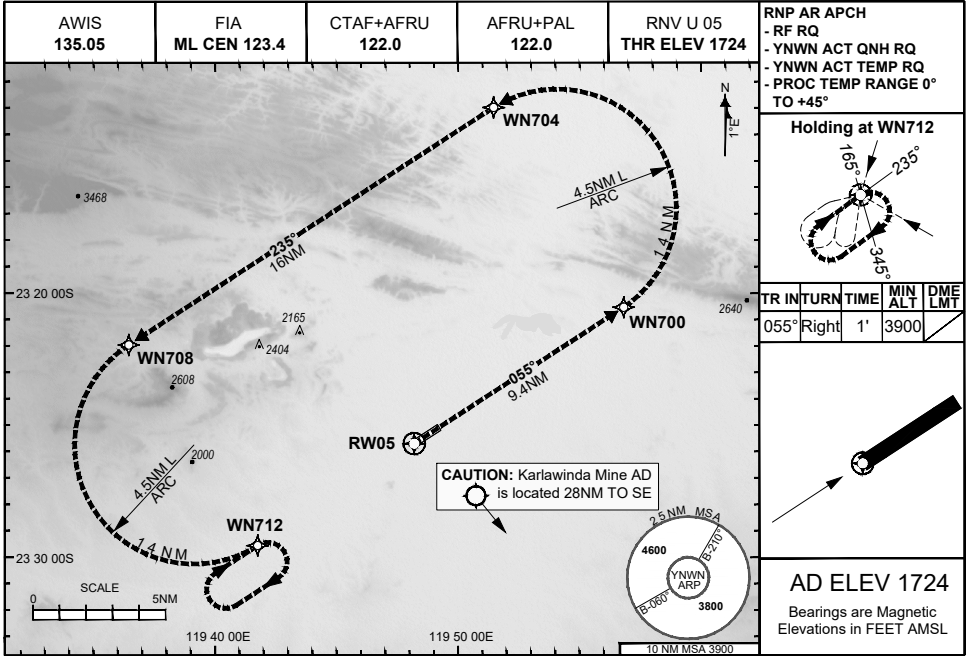 AWIS
135.05
FIA
ML CEN 123.4
CTAF+AFRU
122.0
AFRU+PAL
122.0
RNV U 05
THR ELEV 1724
RNP AR APCH
- RF RQ
- YNWN ACT QNH RQ
- YNWN ACT TEMP RQ
- PROC TEMP RANGE 0°
TO +45°
N
1°E
WN704
4.5NM L
ARC
14NM
3468
235°
16NM
23 20 00S
2640
WN700
2165
2404
WN708
2608
055°
9.4NM
RW05
2000
4.5NM L
ARC
CAUTION: Karlawinda Mine AD
is located 28NM TO SE
WN712
14NM
23 30 00S
SCALE
0
5NM
119 40 00E
119 50 00E
25 NM MSA
4600
B-210°
YNWN
ARP
B-060°
3800
10 NM MSA 3900
Holding at WN712
165°
235°
345°
TR IN TURN TIME MIN ALT DME LMT
055° Right 1' 3900
AD ELEV 1724
Bearings are Magnetic
Elevations in FEET AMSL